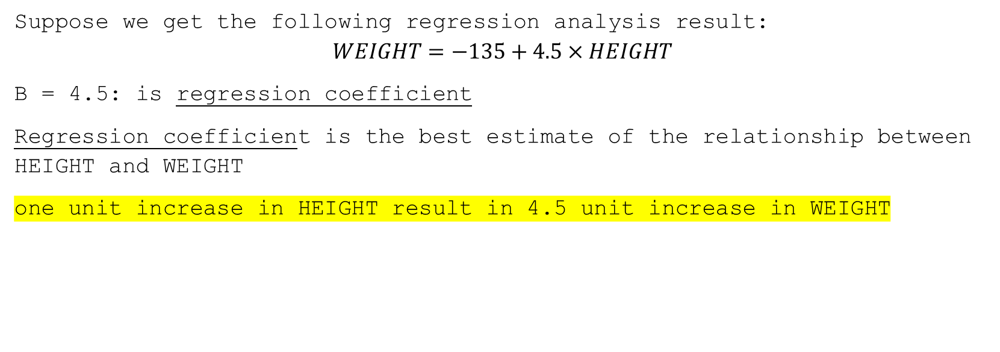 Suppose we get the following regression analysis result:
WEIGHT = −135 + 4.5 × HEIGHT
B = 4.5: is regression coefficient
Regression coefficient is the best estimate of the relationship between
HEIGHT and WEIGHT
one unit increase in HEIGHT result in 4.5 unit increase in WEIGHT